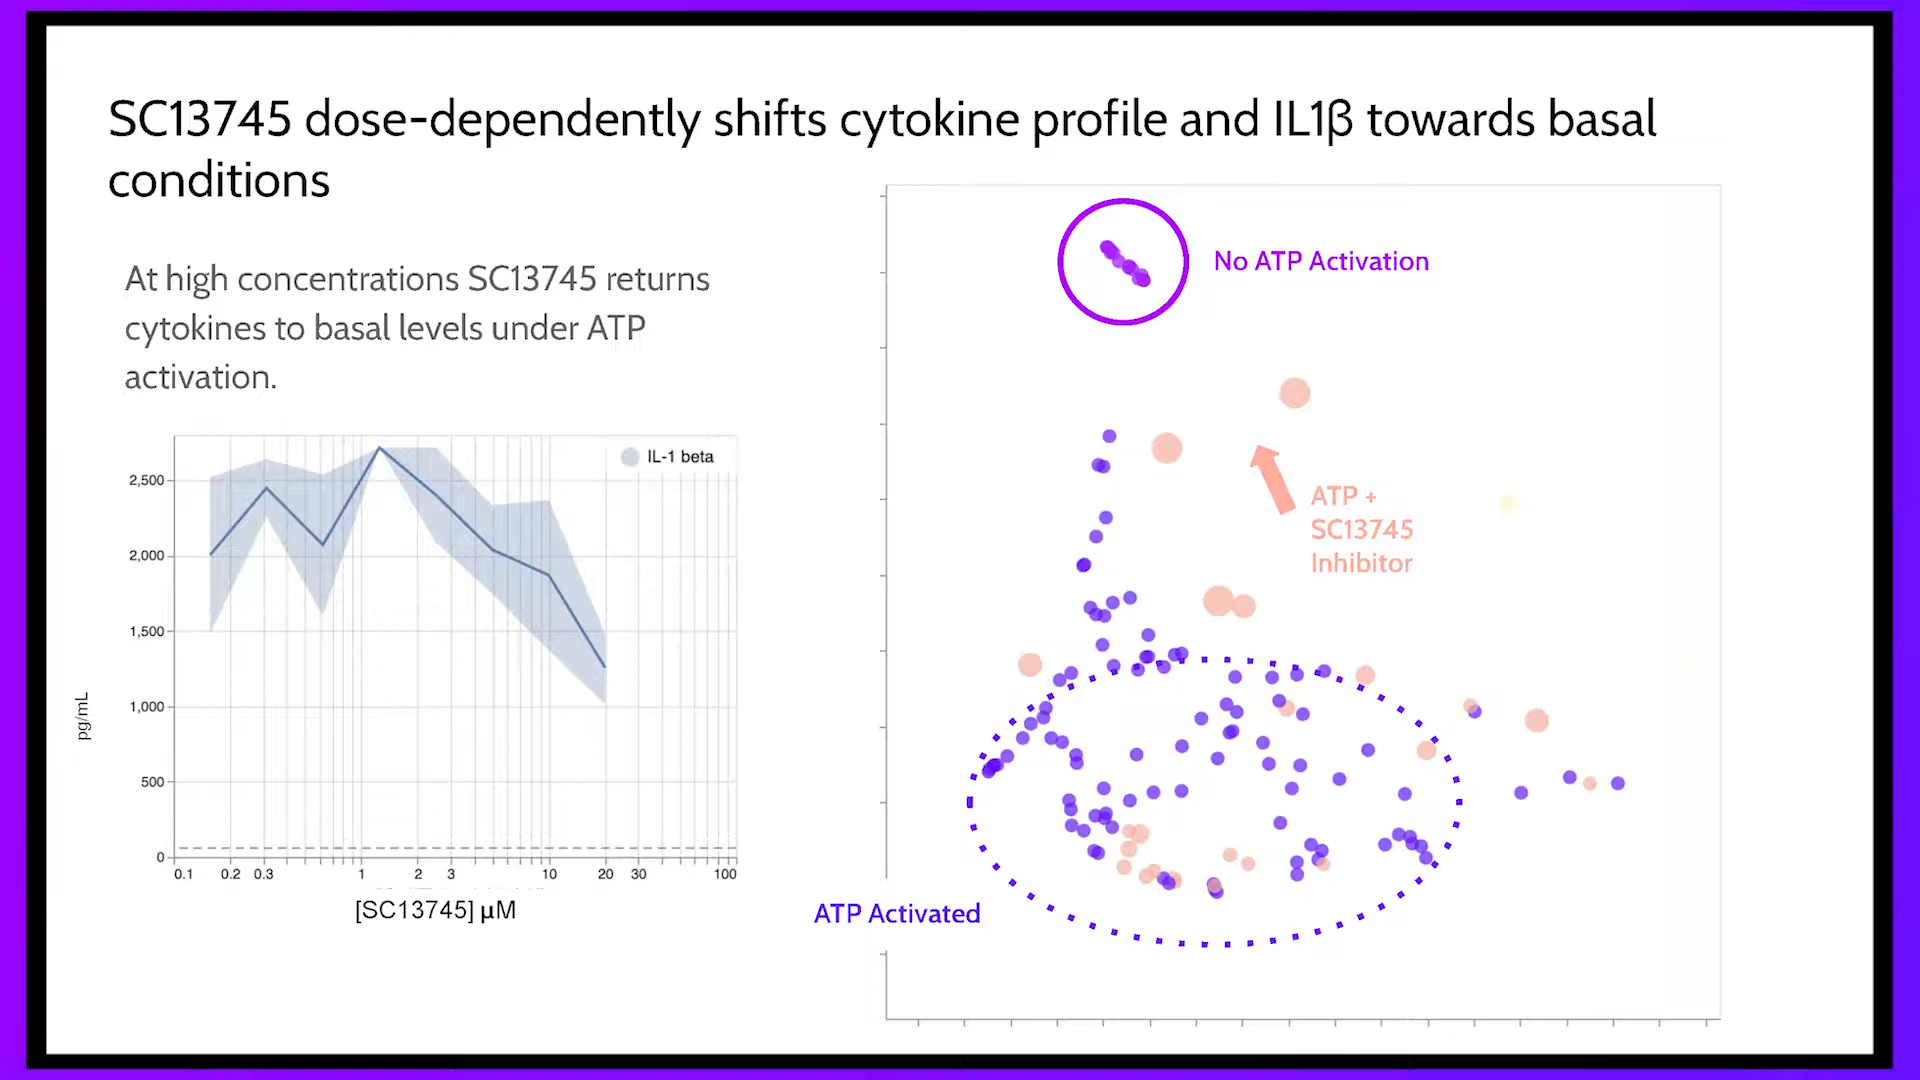 SC13745 dose-dependently shifts cytokine profile and IL1β towards basal
conditions
At high concentrations SC13745 returns
cytokines to basal levels under ATP
activation.
IL-1 beta
2,500
2,000
1,500
1,000
500
0
pg/mL
0.1 0.2 0.3 1 2 3 10 20 30 100
[SC13745] µM
No ATP Activation
ATP +
SC13745
Inhibitor
ATP Activated